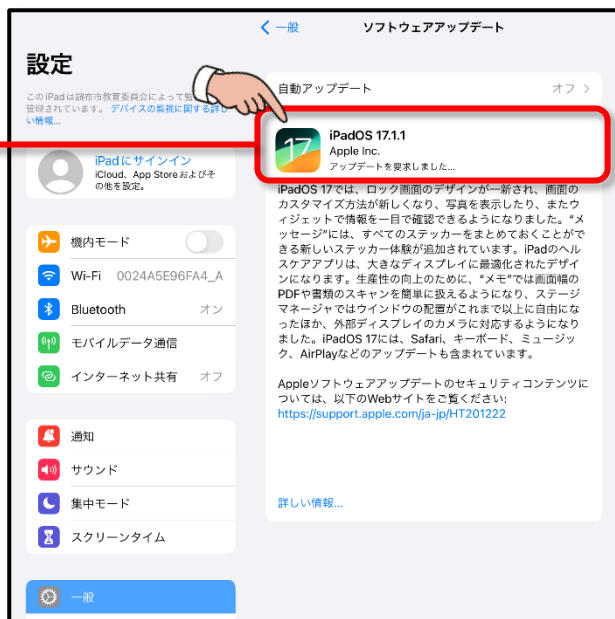 設定
このiPadは調布市教育委員会によって監
管理されています。 デバイスの監視に関する詳し
い情報...
iPadにサインイン
iCloud、App Storeおよびそ
の他を設定。
機内モード
Wi-Fi 0024A5E96FA4_A
Bluetooth オン
モバイルデータ通信
インターネット共有 オフ
通知
サウンド
集中モード
スクリーンタイム
一般
一般 ソフトウェアアップデート
自動アップデート オフ
17
iPadOS 17.1.1
Apple Inc.
アップデートを要求しました...
iPadOS 17では、ロック画面のデザインが一新され、画面の
カスタマイズ方法が新しくなり、写真を表示したり、またウ
ィジェットで情報を一目で確認できるようになりました。“メ
ッセージ”には、すべてのステッカーをまとめておくことがで
きる新しいステッカー体験が追加されています。iPadのヘル
スケアアプリは、大きなディスプレイに最適化されたデザイ
ンになります。生産性の向上のために、“メモ”では画面幅の
PDFや書類のスキャンを簡単に扱えるようになり、ステージ
マネージャではウインドウの配置がこれまで以上に自由にな
ったほか、外部ディスプレイのカメラに対応するようになり
ました。iPadOS 17には、Safari、キーボード、ミュージッ
ク、AirPlayなどのアップデートも含まれています。
Appleソフトウェアアップデートのセキュリティコンテンツに
ついては、以下のWebサイトをご覧ください:
https://support.apple.com/ja-jp/HT201222
詳しい情報...